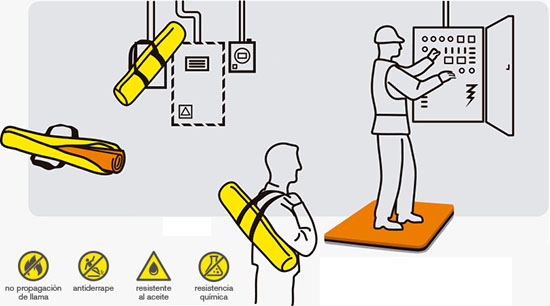 no propagación
de llama
antiderrape
resistente
al aceite
resistencia
química